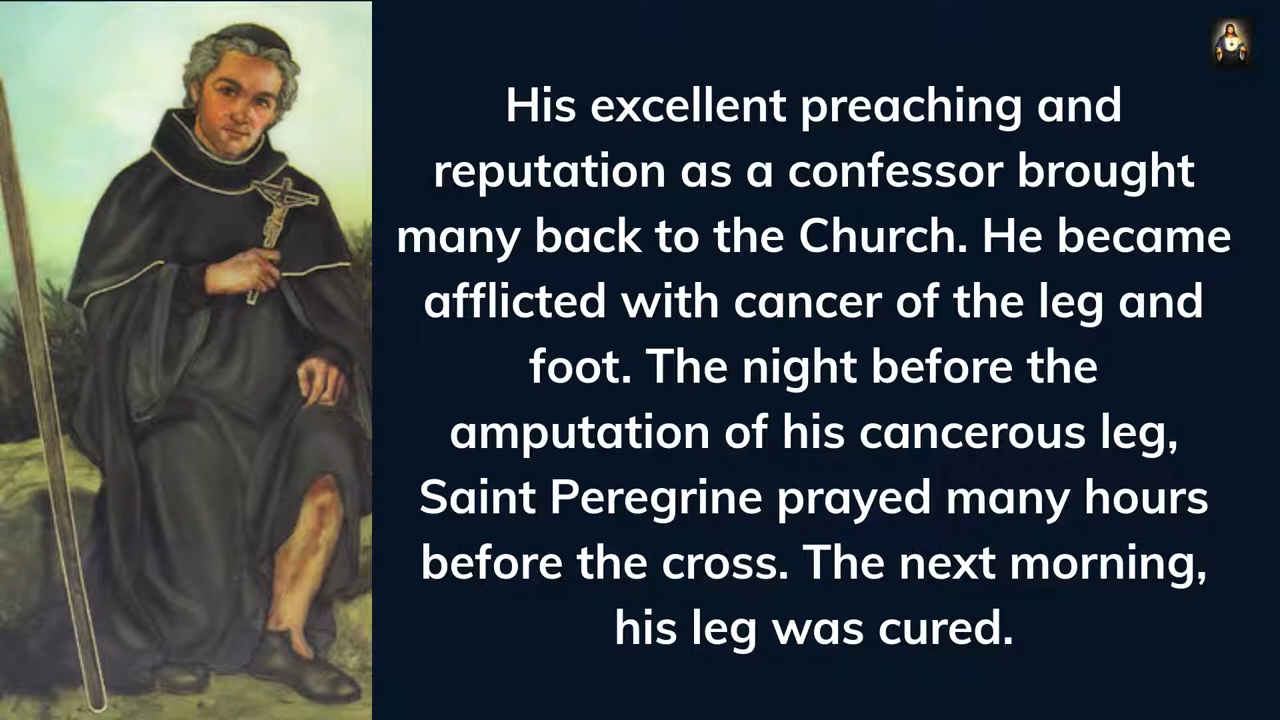 His excellent preaching and
reputation as a confessor brought
many back to the Church. He became
afflicted with cancer of the leg and
foot. The night before the
amputation of his cancerous leg,
Saint Peregrine prayed many hours
before the cross. The next morning,
his leg was cured.